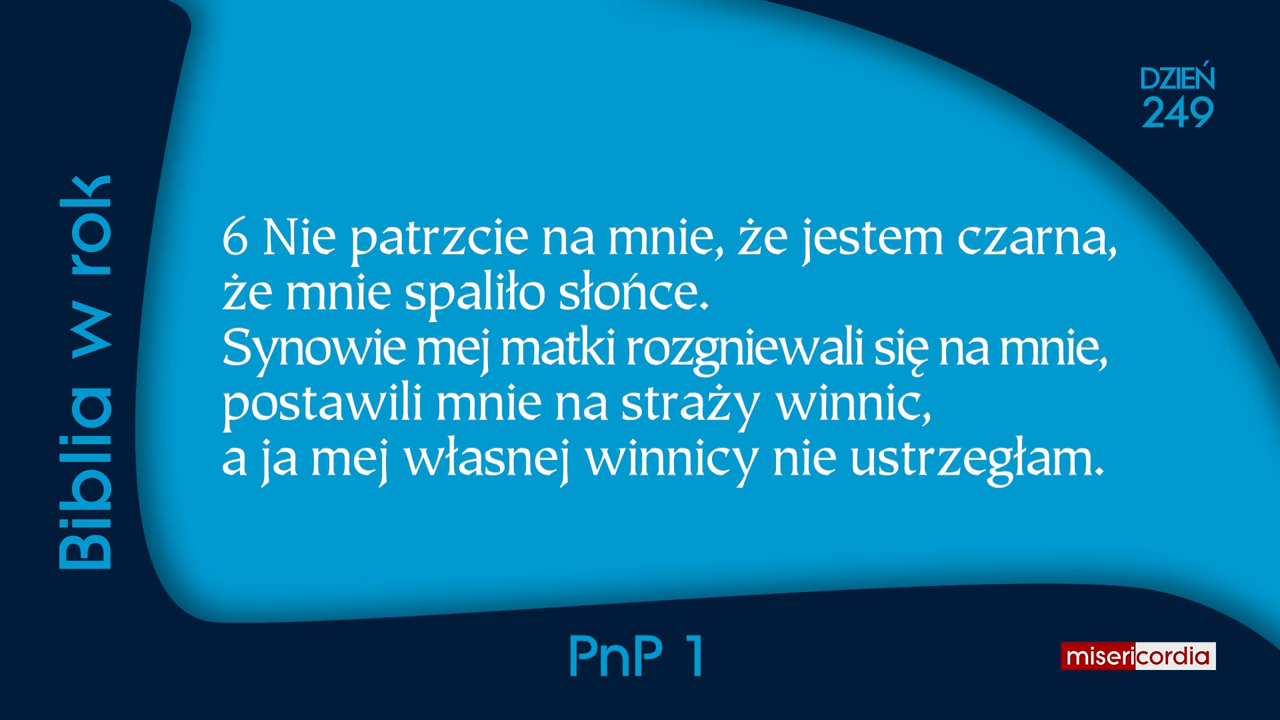 DZIEŃ
249
Biblia w rok
6 Nie patrzcie na mnie, że jestem czarna,
że mnie spaliło słońce.
Synowie mej matki rozgniewali się na mnie,
postawili mnie na straży winnic,
a ja mej własnej winnicy nie ustrzegłam.
PnP 1
misericordia